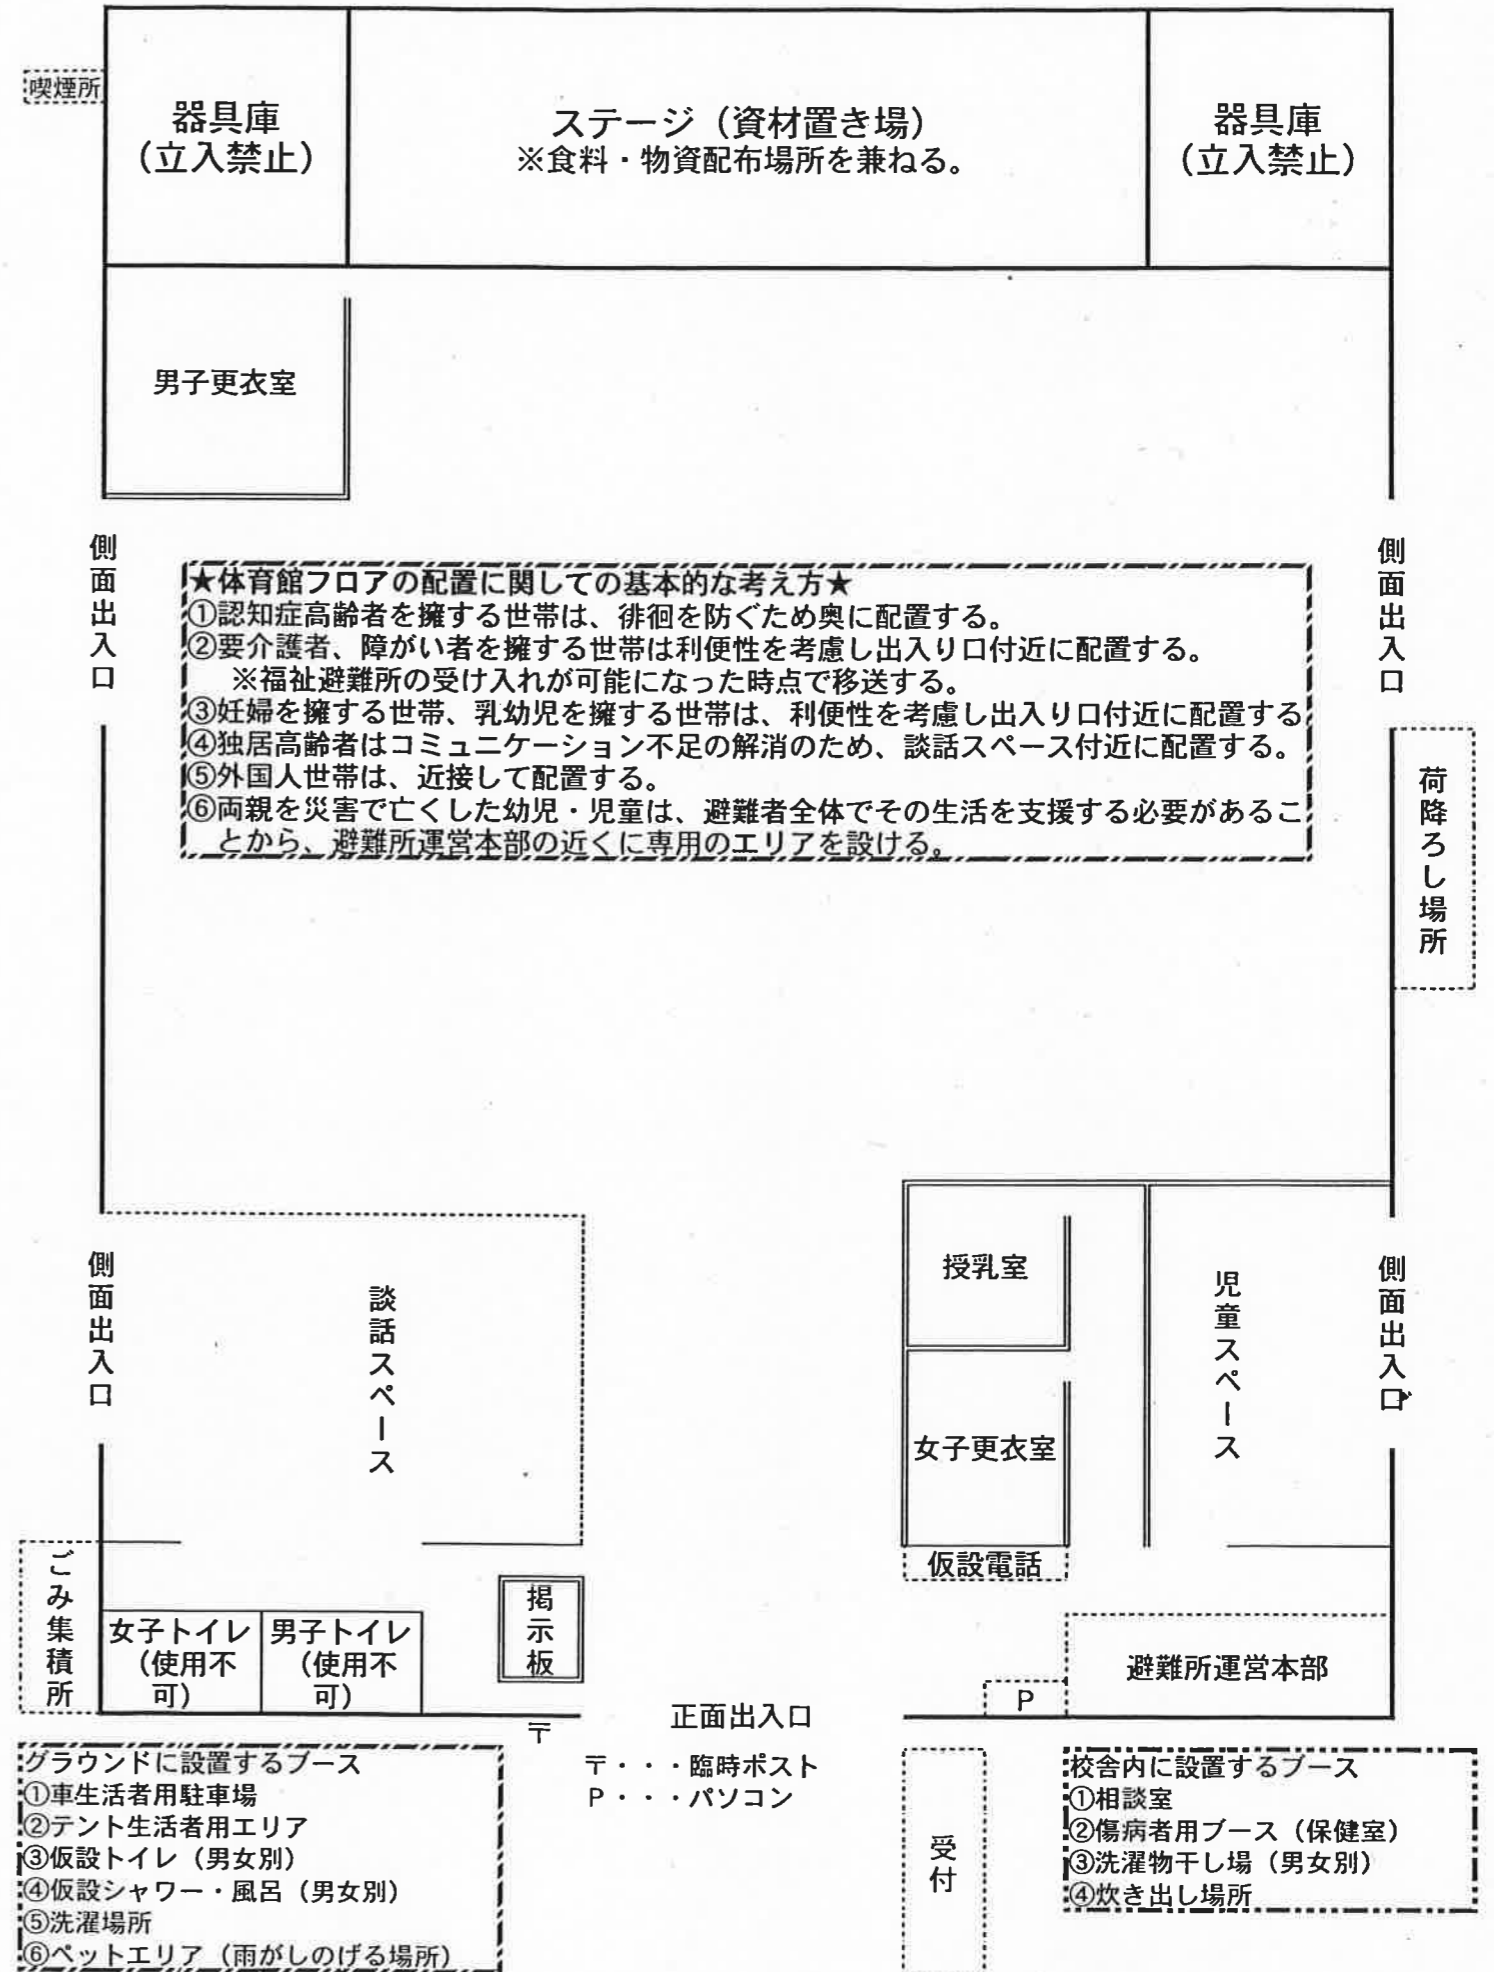 喫煙所
器具庫
（立入禁止）
ステージ（資材置き場）
※食料・物資配布場所を兼ねる。
器具庫
（立入禁止）
男子更衣室
側面出入口
側面出入口
★体育館フロアの配置に関しての基本的な考え方★
①認知症高齢者を擁する世帯は、徘徊を防ぐため奥に配置する。
②要介護者、障がい者を擁する世帯は利便性を考慮し出入り口付近に配置する。
※福祉避難所の受け入れが可能になった時点で移送する。
③妊婦を擁する世帯、乳幼児を擁する世帯は、利便性を考慮し出入り口付近に配置する
④独居高齢者はコミュニケーション不足の解消のため、談話スペース付近に配置する。
⑤外国人世帯は、近接して配置する。
⑥両親を災害で亡くした幼児・児童は、避難者全体でその生活を支援する必要があるこ
とから、避難所運営本部の近くに専用のエリアを設ける。
荷降ろし場所
側面出入口
談話スペース
授乳室
女子更衣室
児童スペース
側面出入口
仮設電話
ごみ集積所
女子トイレ
（使用不
可）
男子トイレ
（使用不
可）
掲示板
避難所運営本部
P
正面出入口
〒
〒・・・臨時ポスト
P・・・パソコン
グラウンドに設置するブース
①車生活者用駐車場
②テント生活者用エリア
③仮設トイレ（男女別）
④仮設シャワー・風呂（男女別）
⑤洗濯場所
⑥ペットエリア（雨がしのげる場所）
受付
校舎内に設置するブース
①相談室
②傷病者用ブース（保健室）
③洗濯物干し場（男女別）
④炊き出し場所